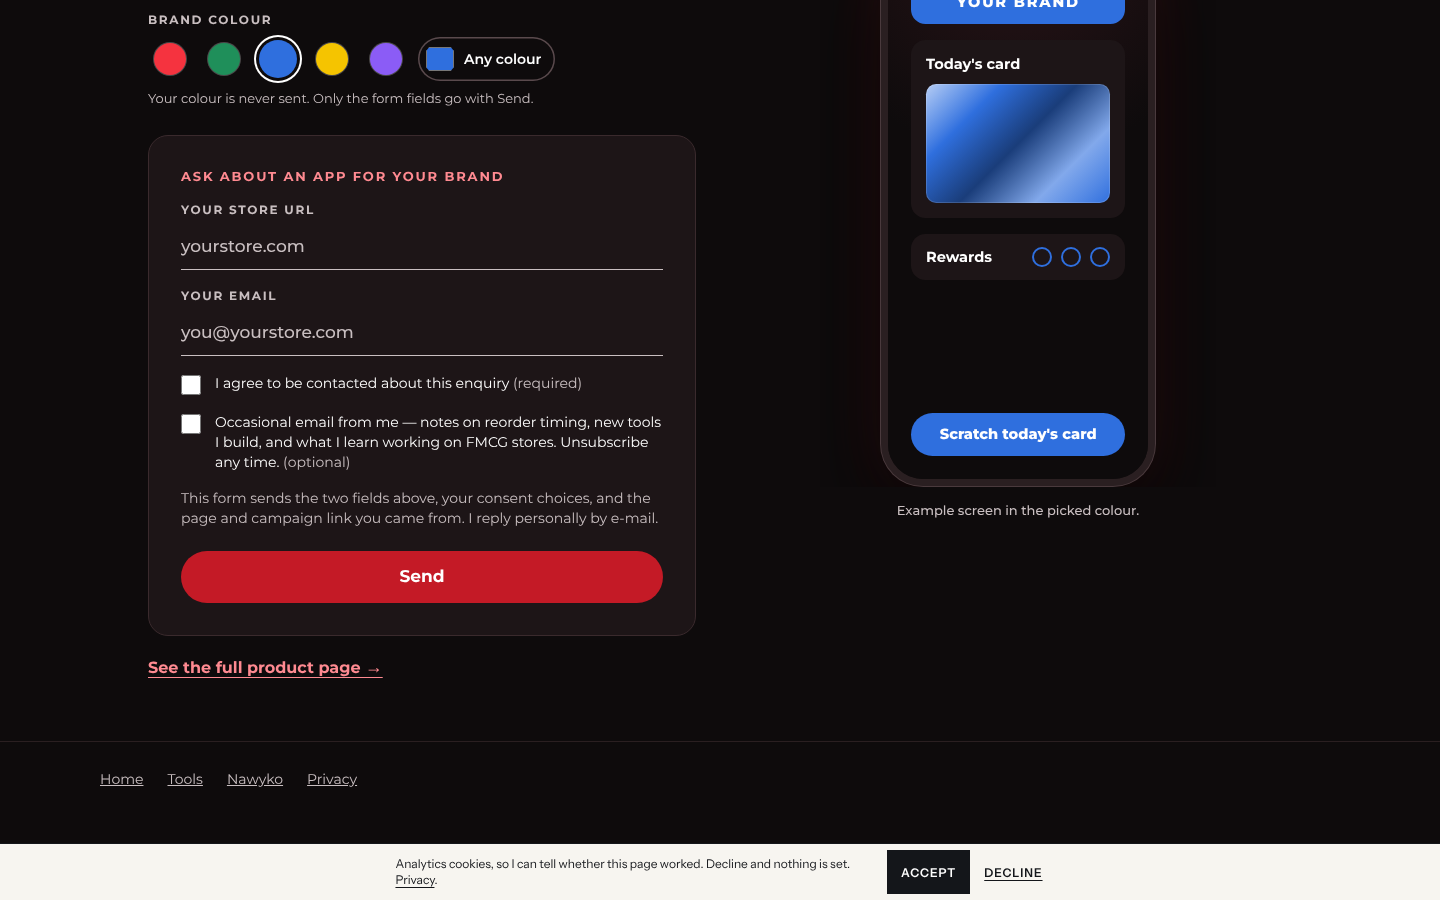 BRAND COLOUR
Any colour
Your colour is never sent. Only the form fields go with Send.
ASK ABOUT AN APP FOR YOUR BRAND
YOUR STORE URL
yourstore.com
YOUR EMAIL
you@yourstore.com
I agree to be contacted about this enquiry (required)
Occasional email from me — notes on reorder timing, new tools
I build, and what I learn working on FMCG stores. Unsubscribe
any time. (optional)
This form sends the two fields above, your consent choices, and the
page and campaign link you came from. I reply personally by e-mail.
Send
See the full product page →
YOUR BRAND
Today's card
Rewards
Scratch today's card
Example screen in the picked colour.
Home Tools Nawyko Privacy
Analytics cookies, so I can tell whether this page worked. Decline and nothing is set.
Privacy.
ACCEPT DECLINE